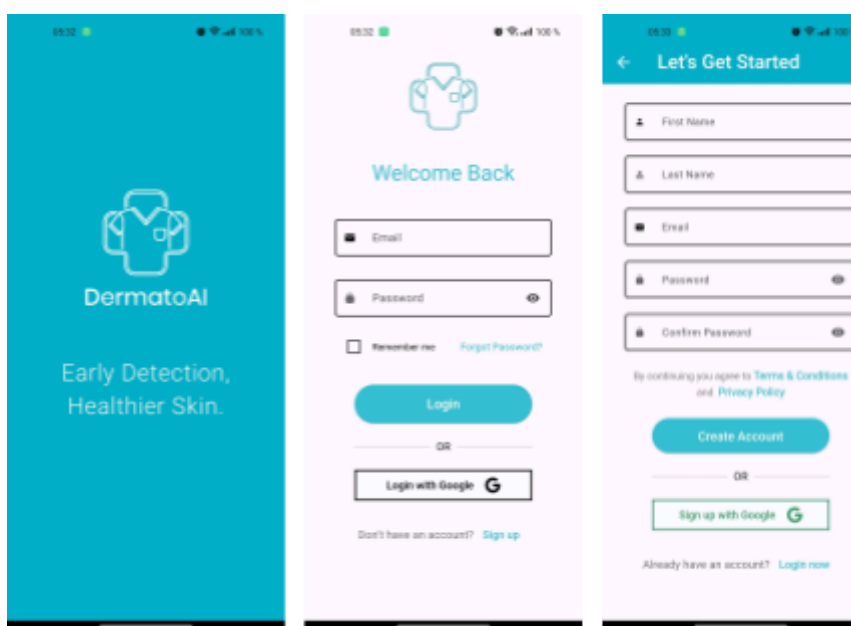 05:32
100 %
DermatoAI
Early Detection,
Healthier Skin.
05:32
100 %
Welcome Back
Email
Password
Remember me Forgot Password?
Login
OR
Login with Google G
Don't have an account? Sign up
05:33
100
Let's Get Started
First Name
Last Name
Email
Password
Confirm Password
By continuing you agree to Terms & Conditions
and Privacy Policy
Create Account
OR
Sign up with Google G
Already have an account? Login now